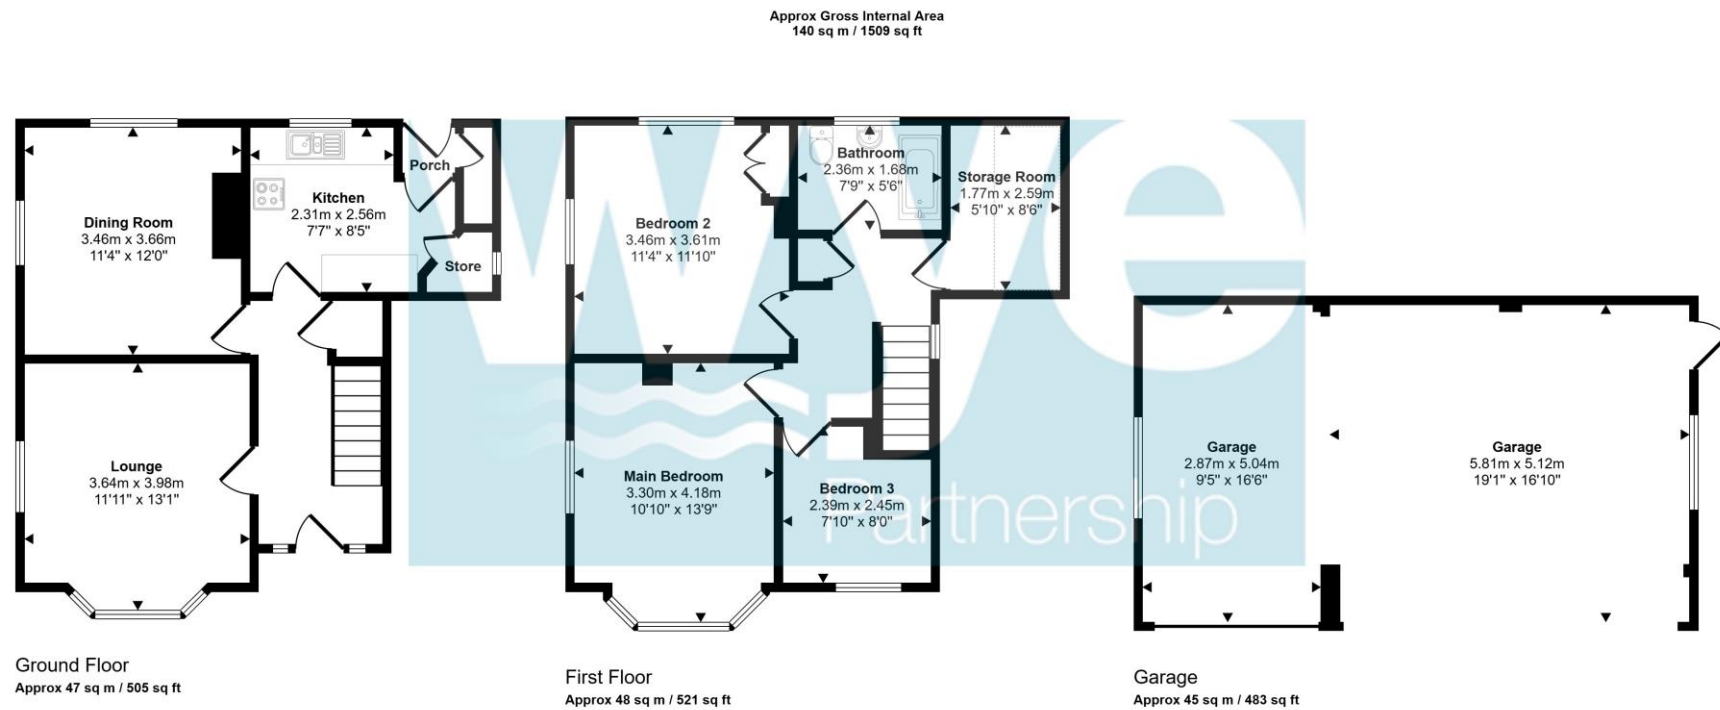 Approx Gross Internal Area
140 sq m / 1509 sq ft
Dining Room
3.46m x 3.66m
11'4" x 12'0"
Kitchen
2.31m x 2.56m
7'7" x 8'5"
Porch
Store
Lounge
3.64m x 3.98m
11'11" x 13'1"
Ground Floor
Approx 47 sq m / 505 sq ft
Bedroom 2
3.46m x 3.61m
11'4" x 11'10"
Bathroom
2.36m x 1.68m
7'9" x 5'6"
Storage Room
1.77m x 2.59m
5'10" x 8'6"
Main Bedroom
3.30m x 4.18m
10'10" x 13'9"
Bedroom 3
2.39m x 2.45m
7'10" x 8'0"
First Floor
Approx 48 sq m / 521 sq ft
Garage
2.87m x 5.04m
9'5" x 16'6"
Garage
5.81m x 5.12m
19'1" x 16'10"
Garage
Approx 45 sq m / 483 sq ft
wye
Partnership